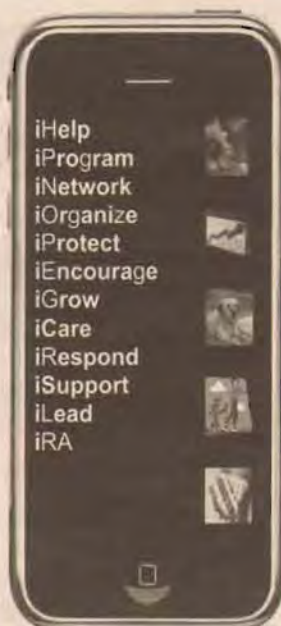 iHelp
iProgram
iNetwork
iOrganize
iProtect
iEncourage
iGrow
iCare
iRespond
iSupport
iLead
iRA